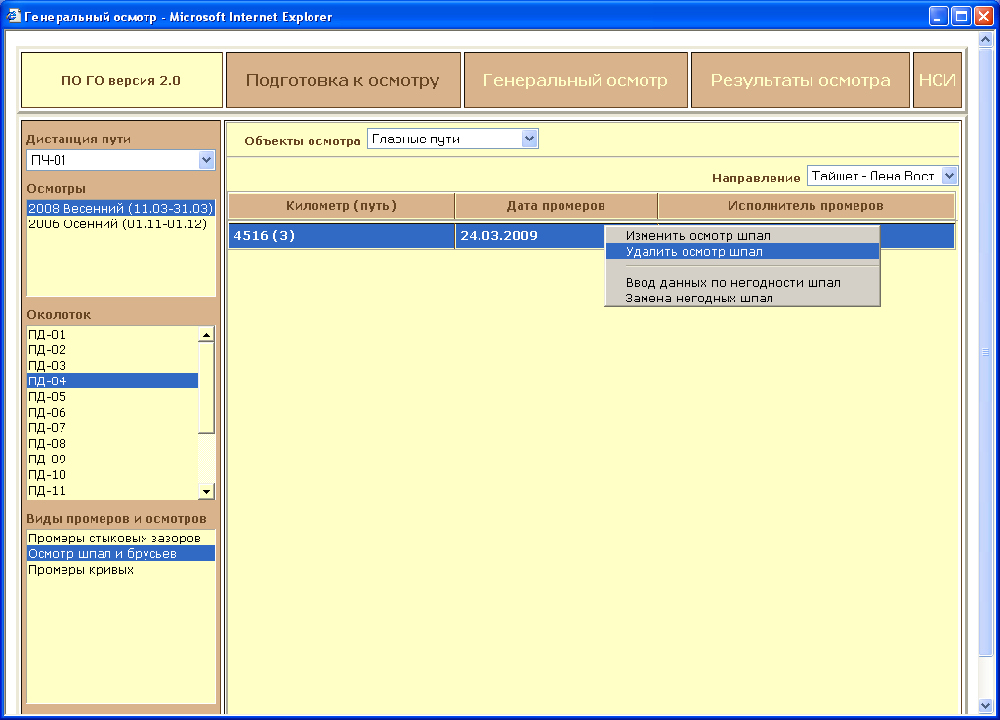 Генеральный осмотр - Microsoft Internet Explorer
ПО ГО версия 2.0
Подготовка к осмотру
Генеральный осмотр
Результаты осмотра
НСИ
Дистанция пути
ПЧ-01
Осмотры
2008 Весенний (11.03-31.03)
2006 Осенний (01.11-01.12)
Околоток
ПД-01
ПД-02
ПД-03
ПД-04
ПД-05
ПД-06
ПД-07
ПД-08
ПД-09
ПД-10
ПД-11
Виды промеров и осмотров
Промеры стыковых зазоров
Осмотр шпал и брусьев
Промеры кривых
Объекты осмотра Главные пути
Направление Тайшет - Лена Вост.
Километр (путь) Дата промеров Исполнитель промеров
4516 (3) 24.03.2009
Изменить осмотр шпал
Удалить осмотр шпал
Ввод данных по негодности шпал
Замена негодных шпал